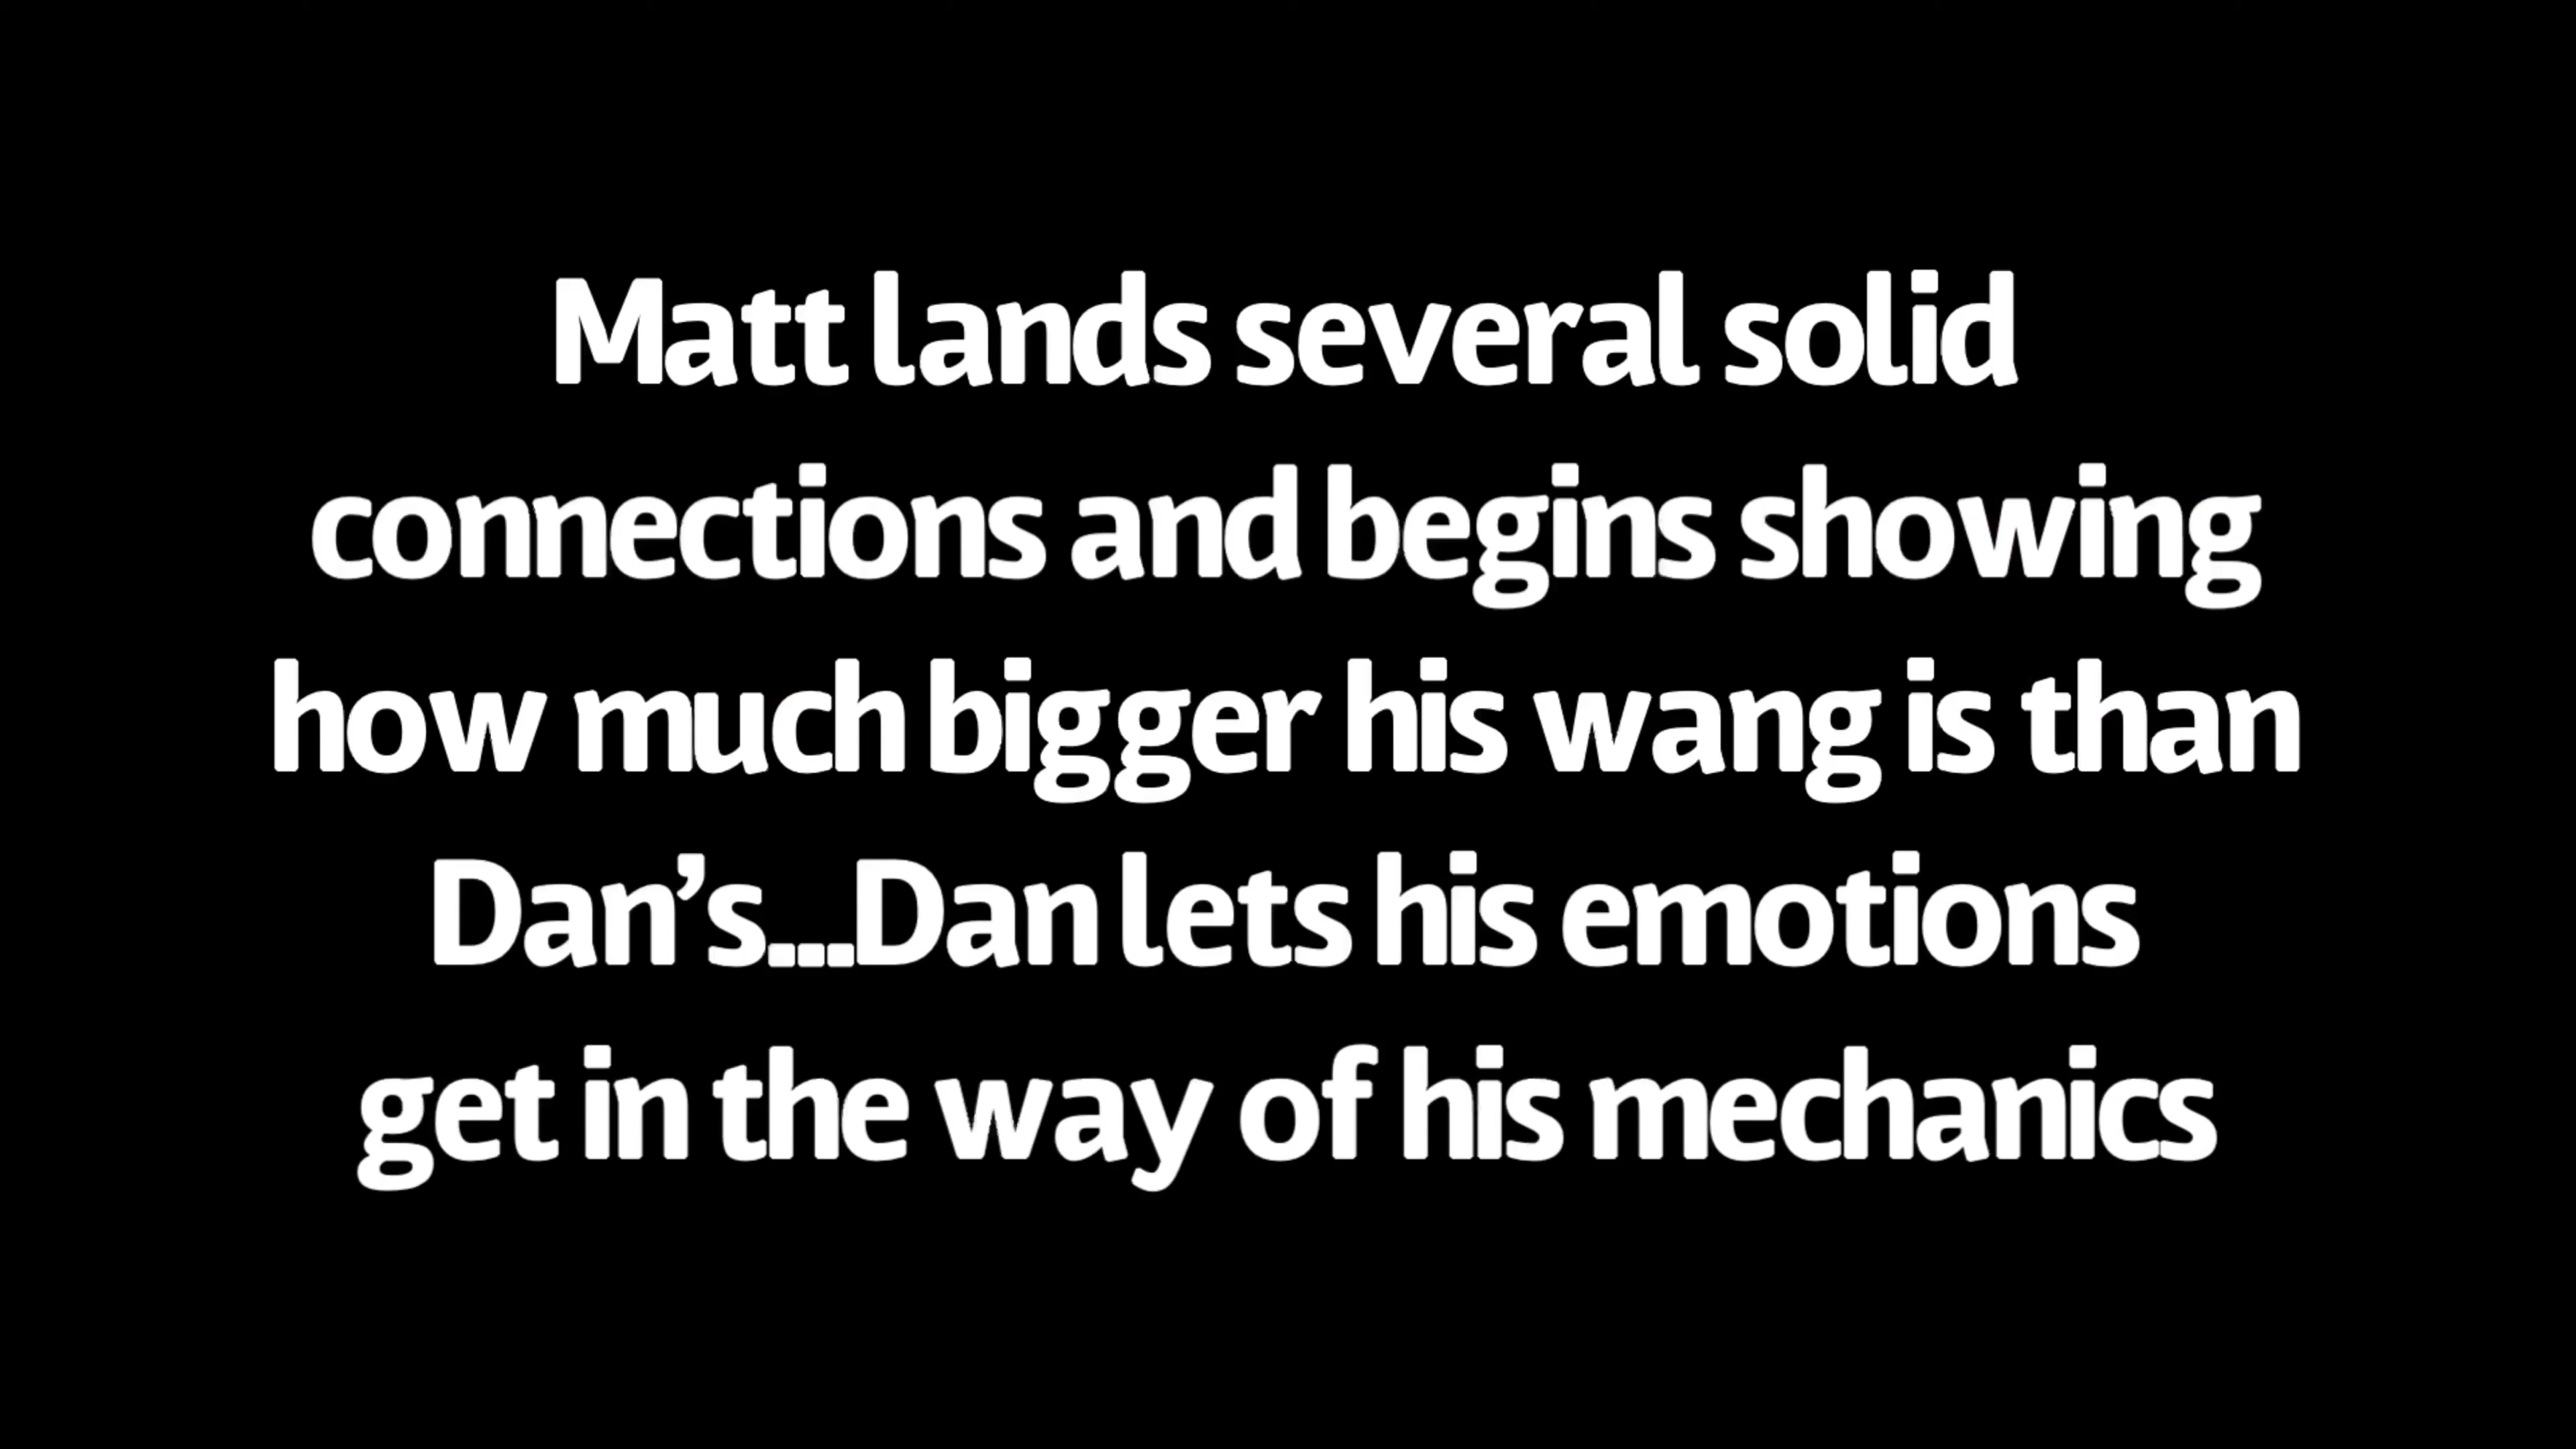 Matt lands several solid
connections and begins showing
how much bigger his wang is than
Dan’s...Dan lets his emotions
get in the way of his mechanics